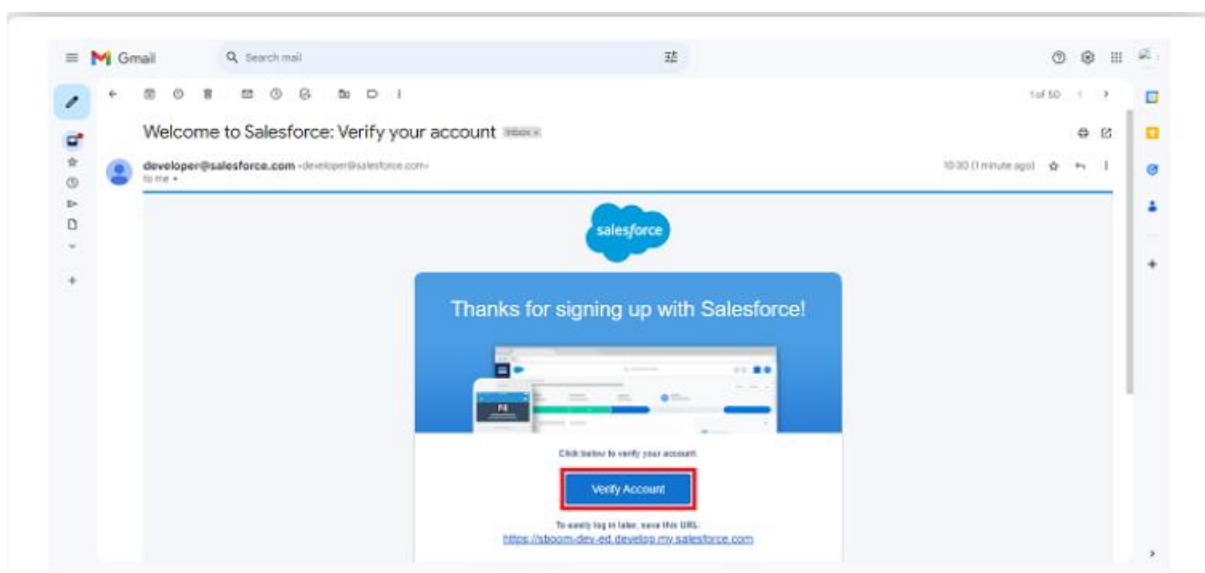 Gmail
Search mail
1 of 50
Welcome to Salesforce: Verify your account Inbox x
developer@salesforce.com <developer@salesforce.com>
10:30 (1 minute ago)
to me
salesforce
Thanks for signing up with Salesforce!
Click below to verify your account.
Verify Account
To easily log in later, save this URL:
https://sboom-dev-ed.develop.my.salesforce.com